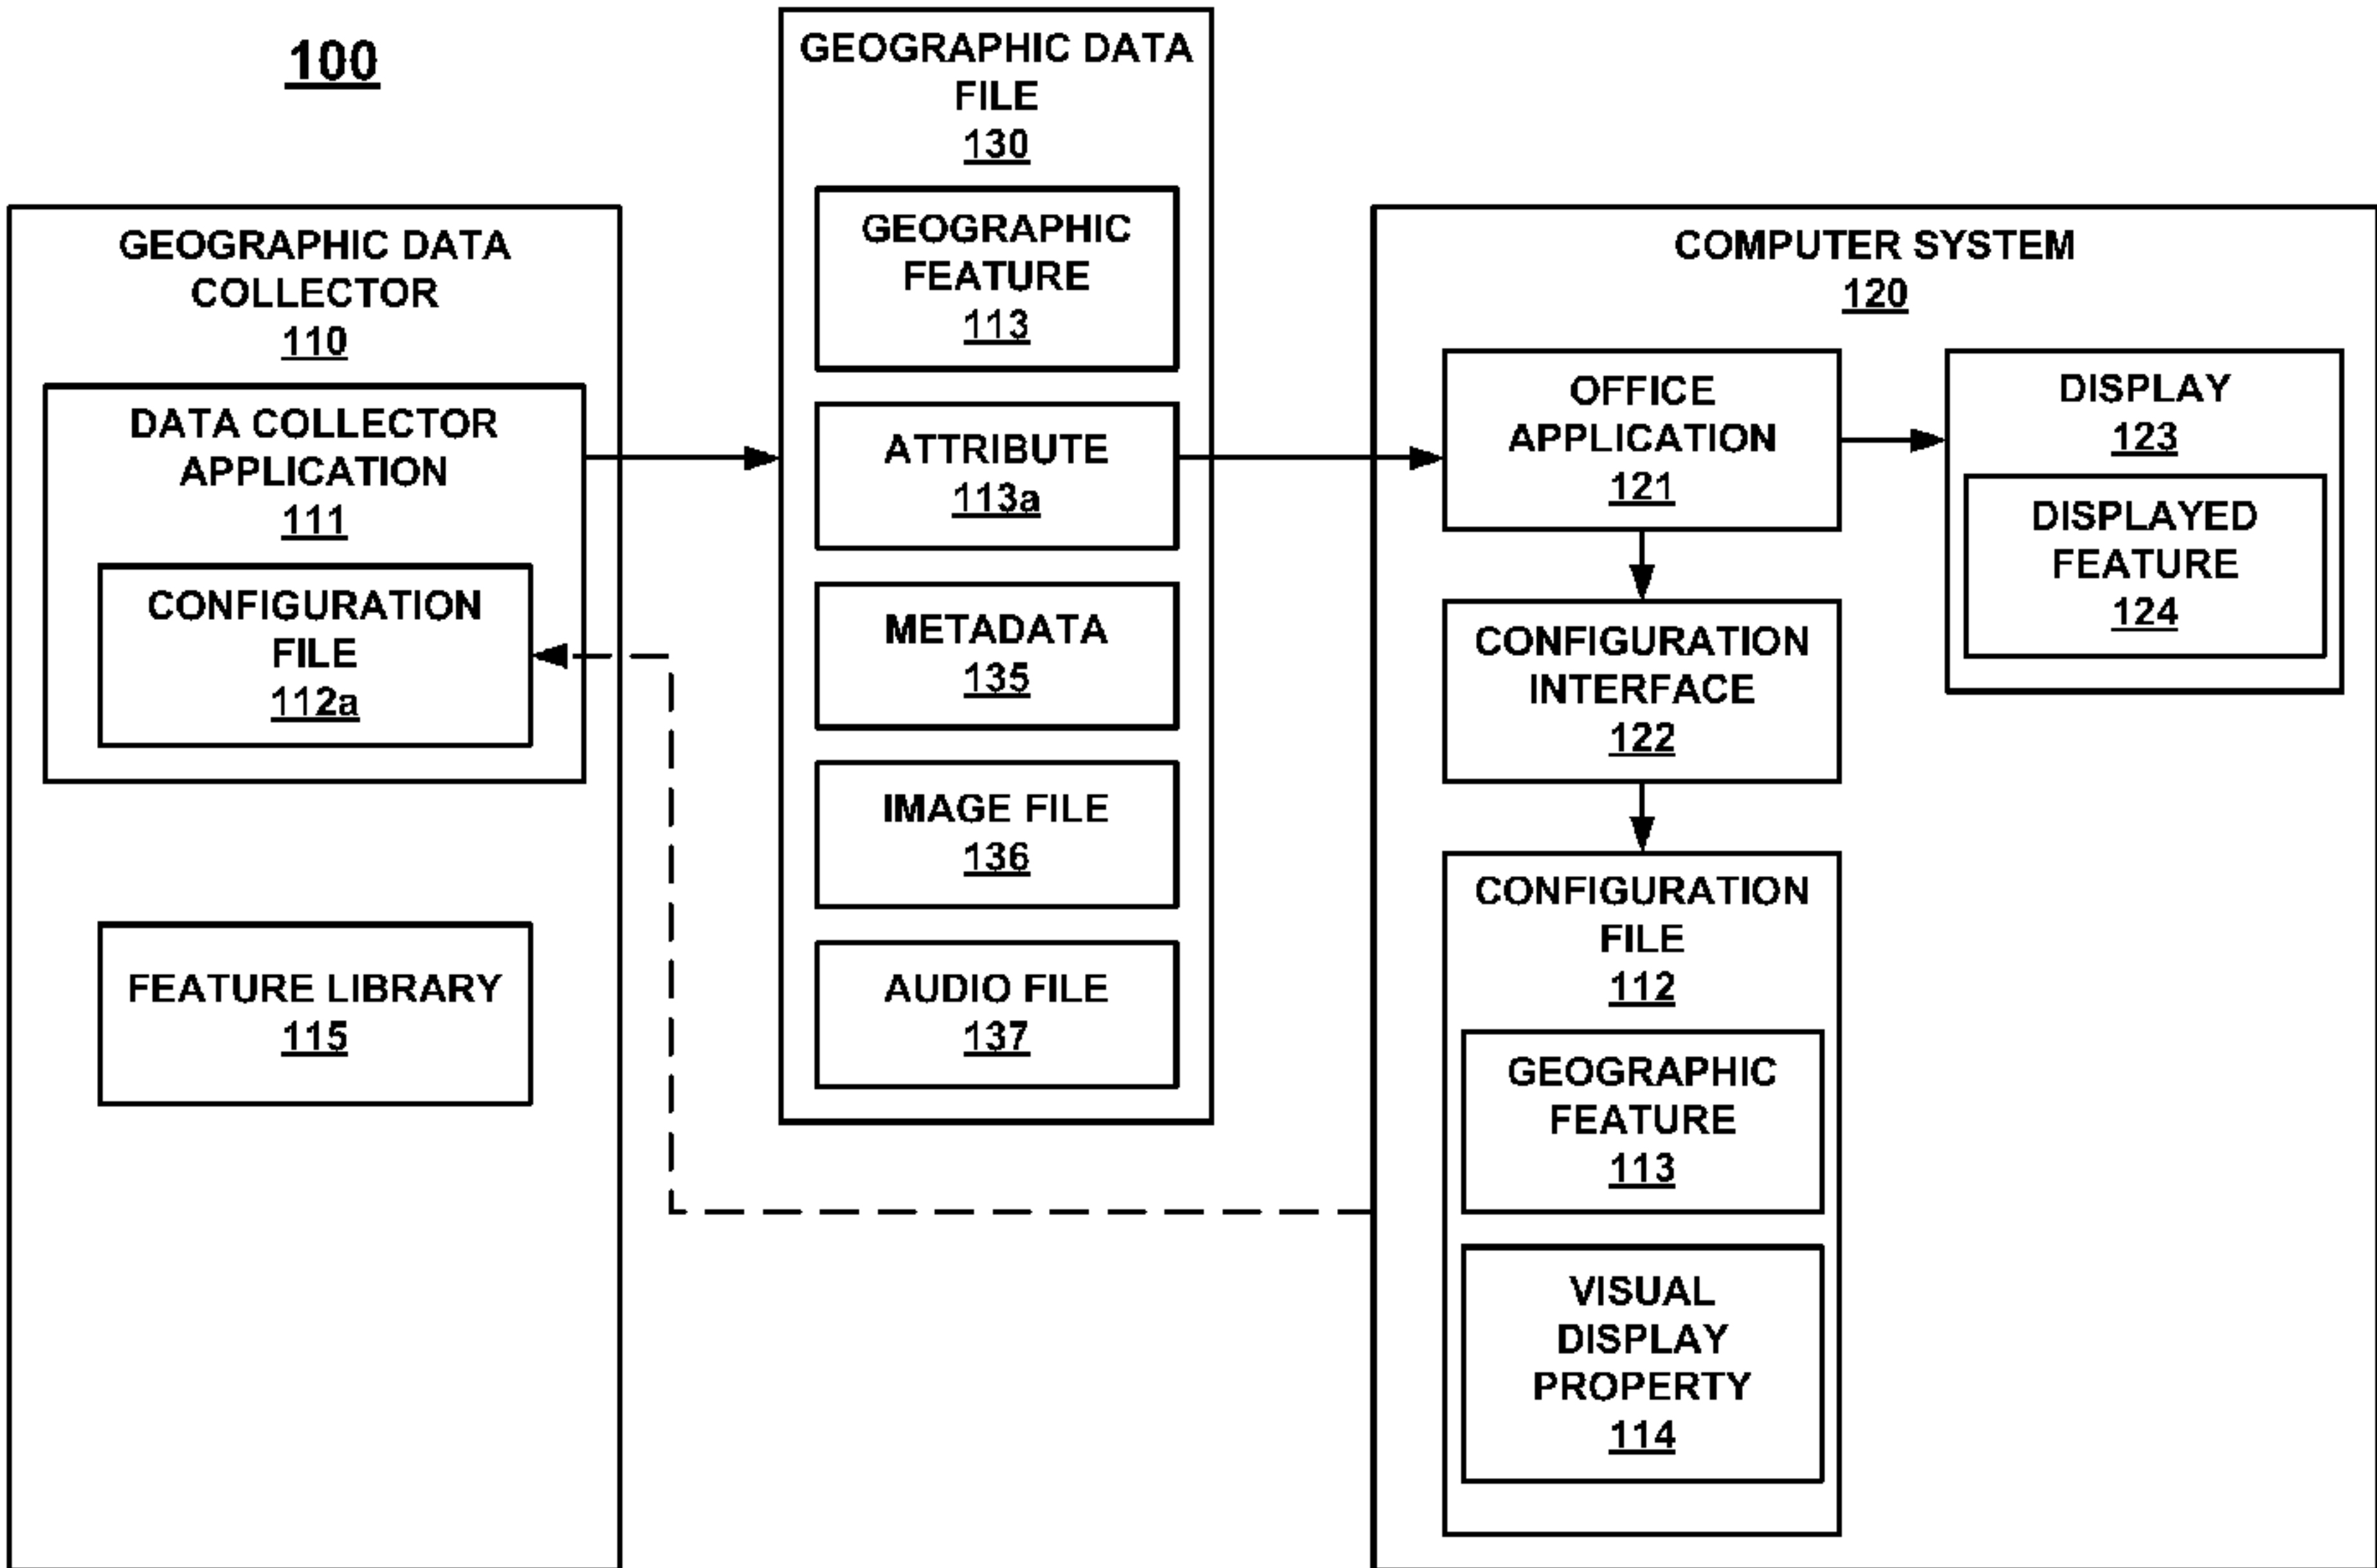 100
GEOGRAPHIC DATA
COLLECTOR
110
DATA COLLECTOR
APPLICATION
111
CONFIGURATION
FILE
112a
FEATURE LIBRARY
115
GEOGRAPHIC DATA
FILE
130
GEOGRAPHIC
FEATURE
113
ATTRIBUTE
113a
METADATA
135
IMAGE FILE
136
AUDIO FILE
137
COMPUTER SYSTEM
120
OFFICE
APPLICATION
121
DISPLAY
123
DISPLAYED
FEATURE
124
CONFIGURATION
INTERFACE
122
CONFIGURATION
FILE
112
GEOGRAPHIC
FEATURE
113
VISUAL
DISPLAY
PROPERTY
114